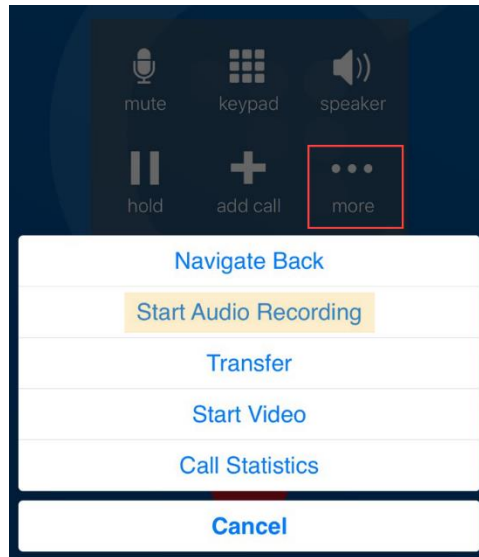 mute keypad speaker
hold add call more
Navigate Back
Start Audio Recording
Transfer
Start Video
Call Statistics
Cancel